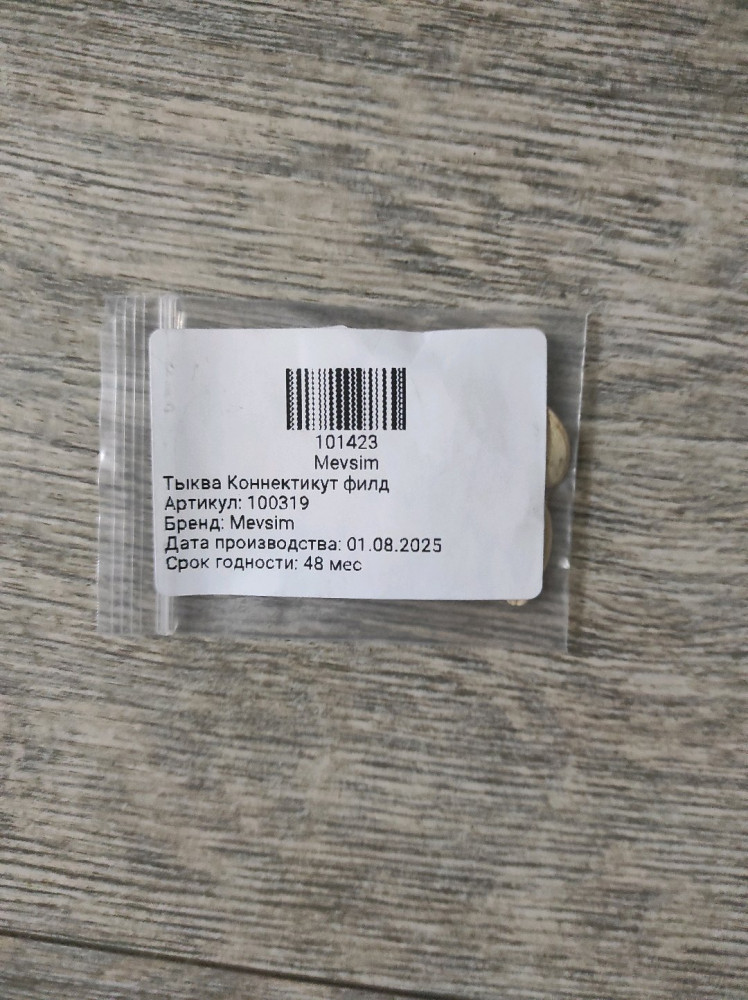 101423
Mevsim
Тыква Коннектикут филд
Артикул: 100319
Бренд: Mevsim
Дата производства: 01.08.2025
Срок годности: 48 мес